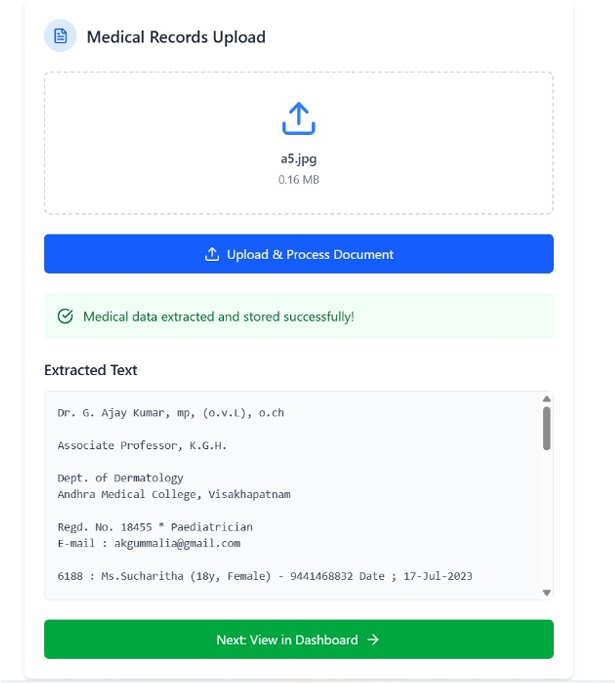 Medical Records Upload
a5.jpg
0.16 MB
Upload & Process Document
Medical data extracted and stored successfully!
Extracted Text
Dr. G. Ajay Kumar, mp, (o.v.L), o.ch
Associate Professor, K.G.H.
Dept. of Dermatology
Andhra Medical College, Visakhapatnam
Regd. No. 18455 * Paediatrician
E-mail : akgummalia@gmail.com
6188 : Ms.Sucharitha (18y, Female) - 9441468832 Date ; 17-Jul-2023
Next: View in Dashboard →